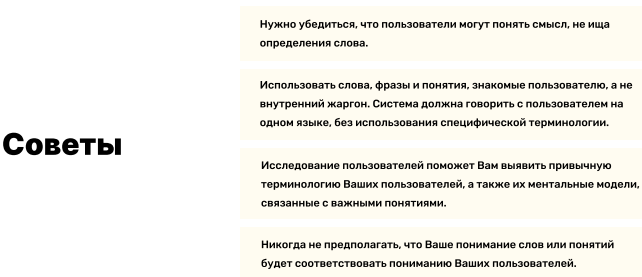 Советы
Нужно убедиться, что пользователи могут понять смысл, не ища
определения слова.
Использовать слова, фразы и понятия, знакомые пользователю, а не
внутренний жаргон. Система должна говорить с пользователем на
одном языке, без использования специфической терминологии.
Исследование пользователей поможет Вам выявить привычную
терминологию Ваших пользователей, а также их ментальные модели,
связанные с важными понятиями.
Никогда не предполагать, что Ваше понимание слов или понятий
будет соответствовать пониманию Ваших пользователей.